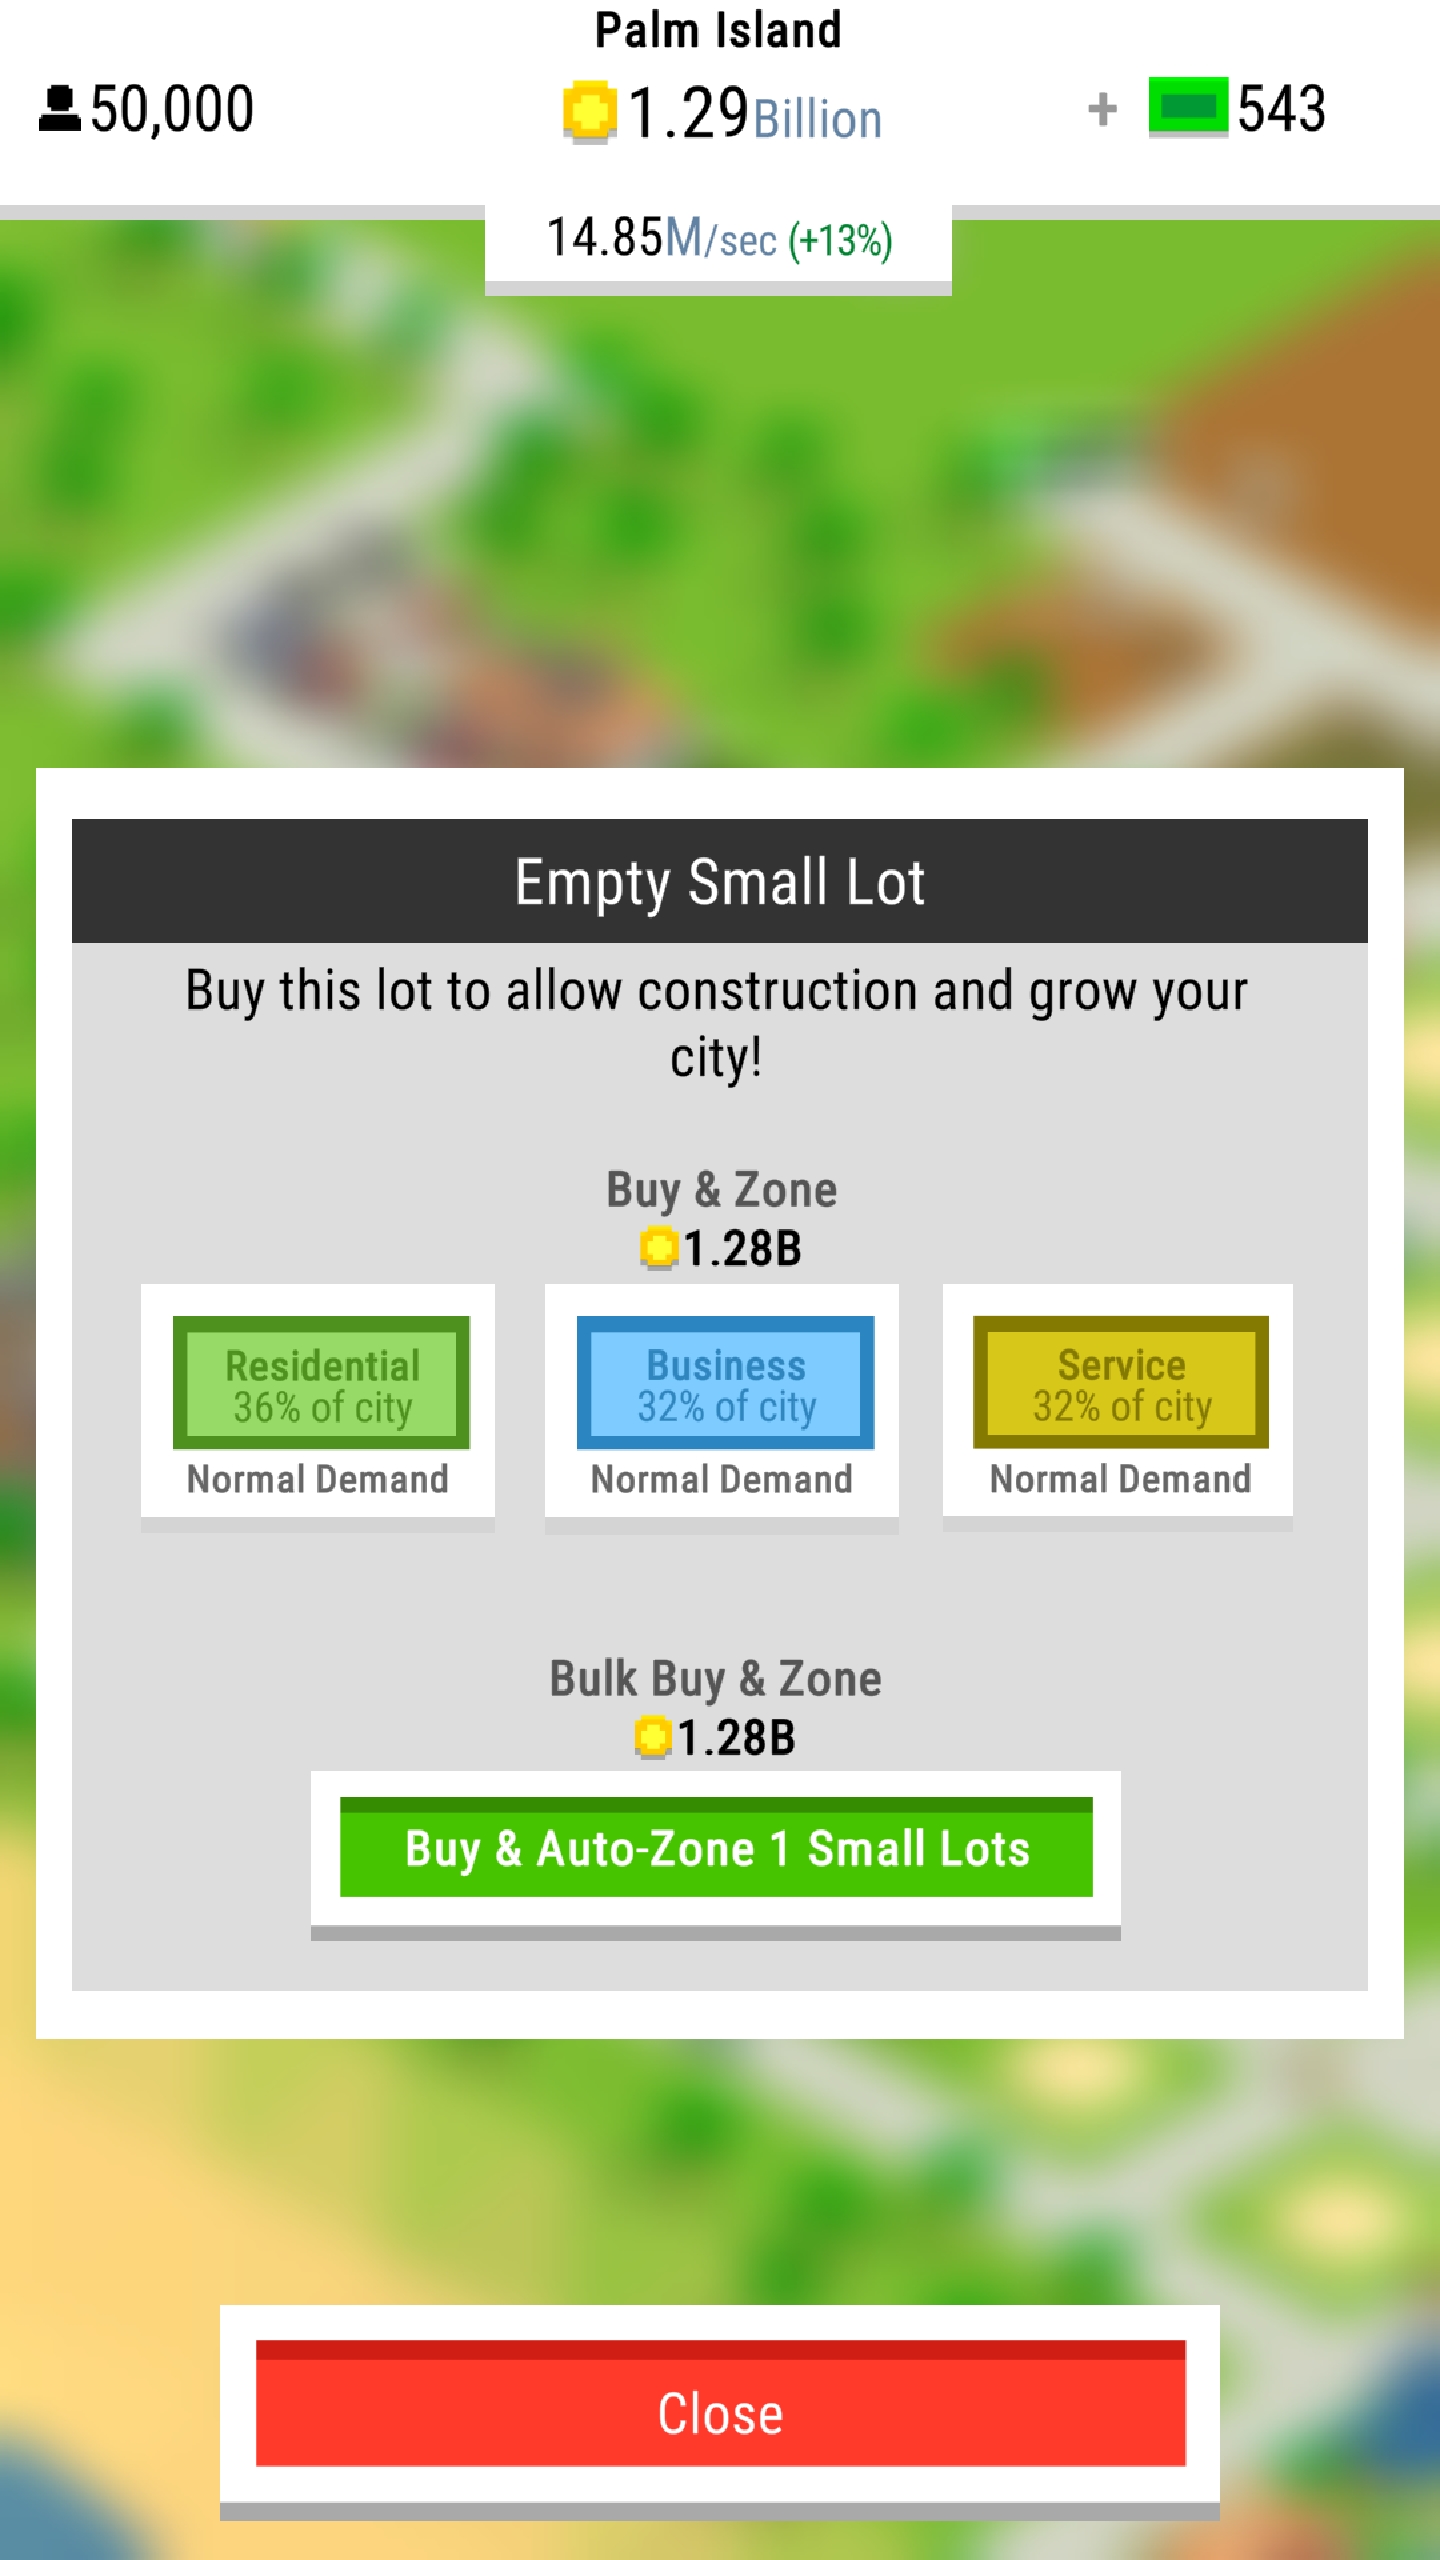 Palm Island
50,000
1.29Billion
+ 543
14.85M/sec (+13%)
Empty Small Lot
Buy this lot to allow construction and grow your
city!
Buy & Zone
1.28B
Residential
36% of city
Normal Demand
Business
32% of city
Normal Demand
Service
32% of city
Normal Demand
Bulk Buy & Zone
1.28B
Buy & Auto-Zone 1 Small Lots
Close